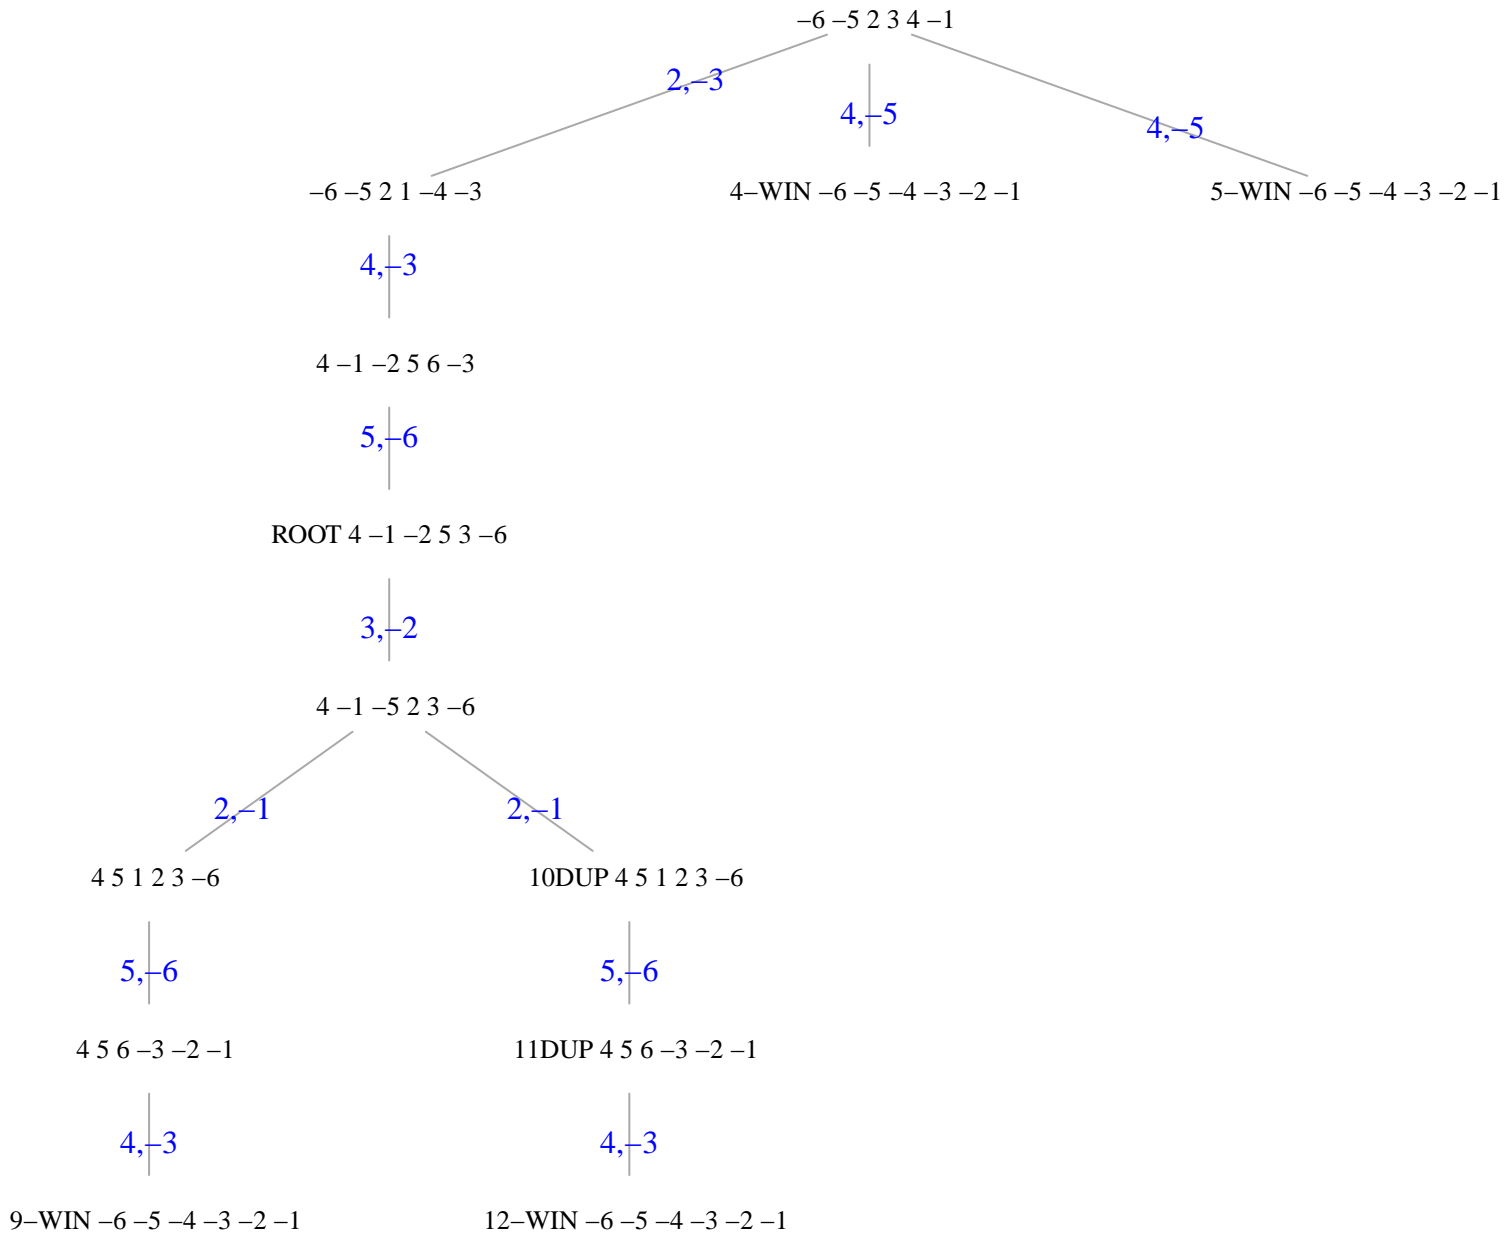 –6 –5 2 3 4 –1
2,–3
4,–5
4,–5
–6 –5 2 1 –4 –3
4–WIN –6 –5 –4 –3 –2 –1
5–WIN –6 –5 –4 –3 –2 –1
4,–3
4 –1 –2 5 6 –3
5,–6
ROOT 4 –1 –2 5 3 –6
3,–2
4 –1 –5 2 3 –6
2,–1
2,–1
4 5 1 2 3 –6
10DUP 4 5 1 2 3 –6
5,–6
5,–6
4 5 6 –3 –2 –1
11DUP 4 5 6 –3 –2 –1
4,–3
4,–3
9–WIN –6 –5 –4 –3 –2 –1
12–WIN –6 –5 –4 –3 –2 –1